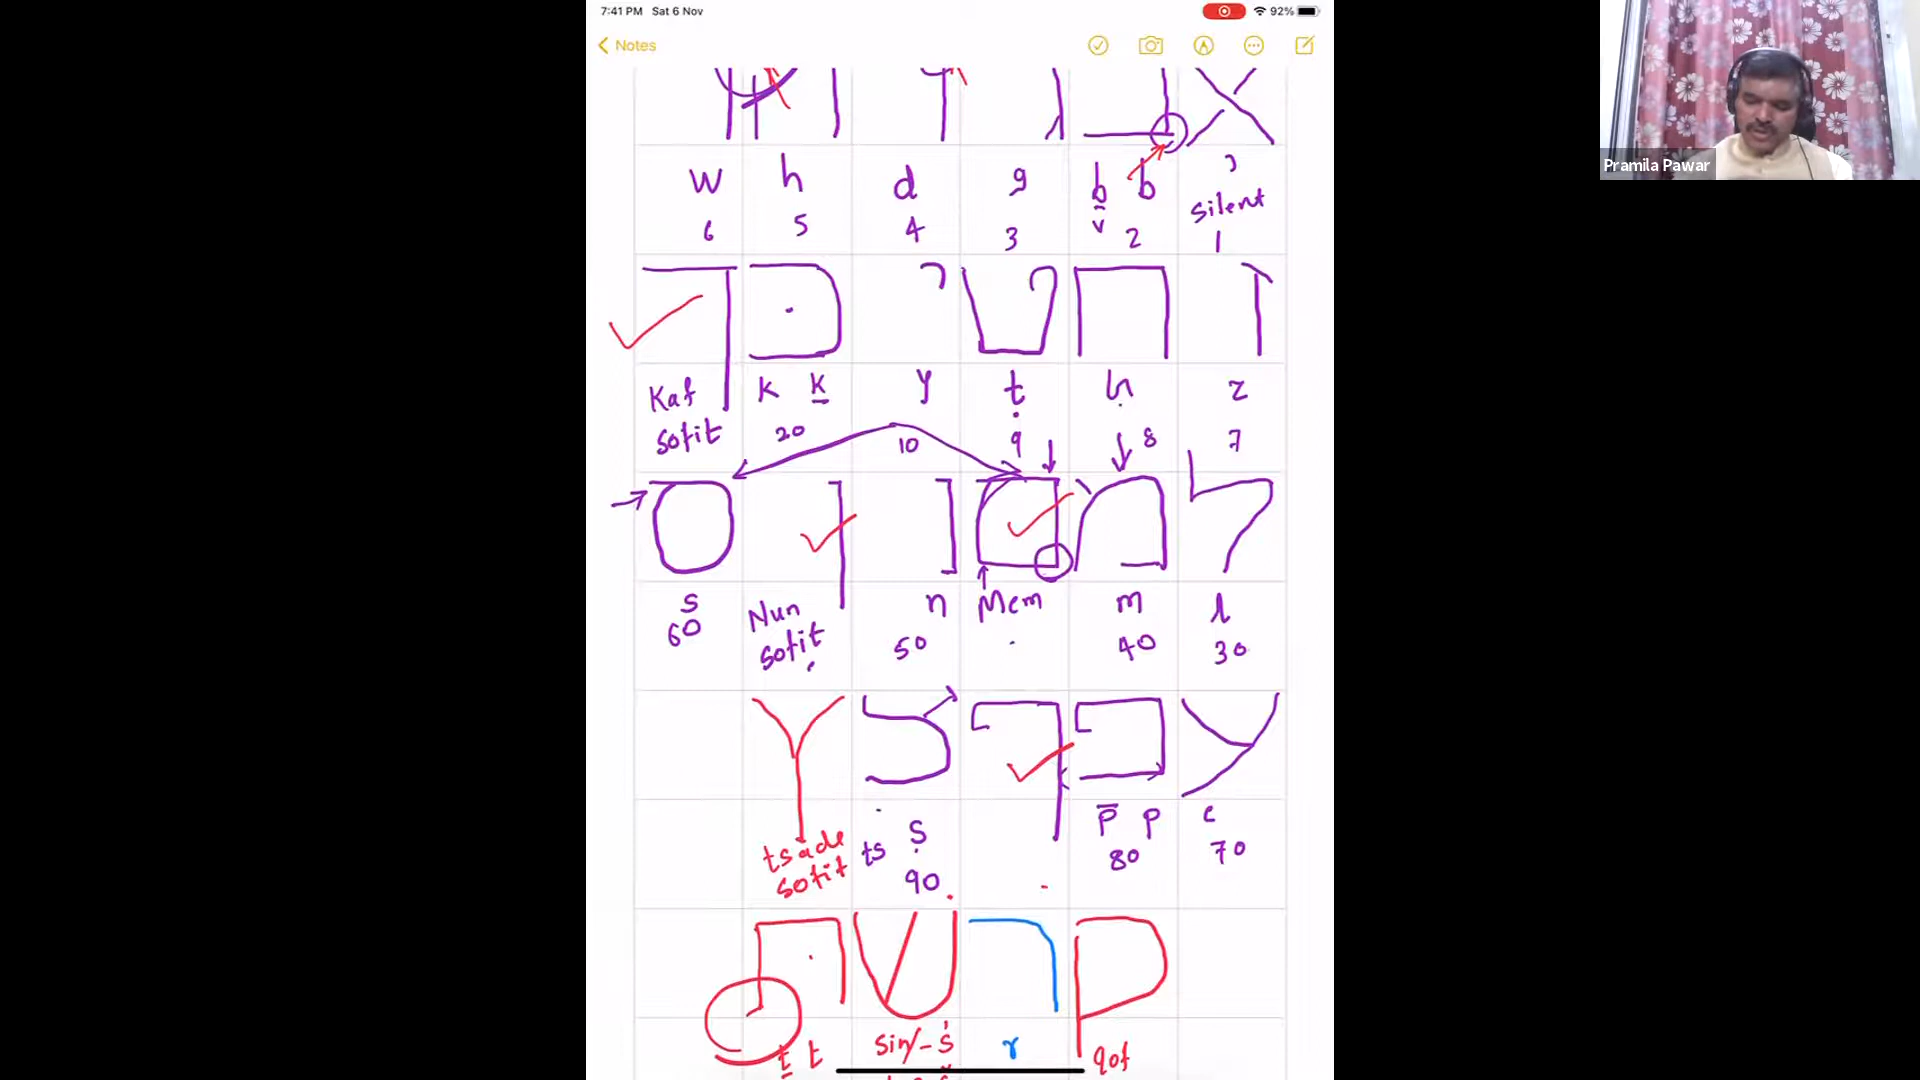 7:41 PM Sat 6 Nov 92%
Notes
Pramila Pawar
w h d g b b ʾ
v silent
6 5 4 3 2 1
ך כ י ט ח ז
Kaf sofit k k y ṭ ḥ z
20 10 9 8 7
ס ן נ ם מ ל
s Nun sofit n Mem m l
60 50 40 30
ץ צ ף פ ע
tsade sofit ts ṣ p̄ p c
90 80 70
ת ש ר ק
t t sin - ś r qof